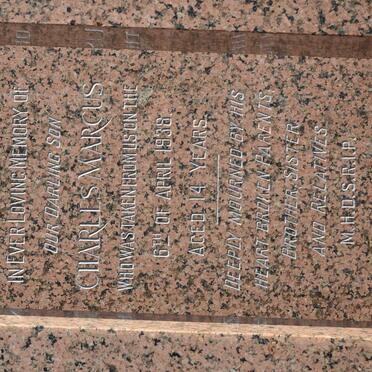 IN EVER LOVING MEMORY OF
OUR DARLING SON
CHARLES MARCUS
WHO WAS TAKEN FROM US ON THE
6TH OF APRIL 1938
AGED 14 YEARS
DEEPLY MOURNED BY HIS
HEART BROKEN PARENTS
BROTHER SISTER
AND RELATIVES
N.H.D.S.R.I.P.